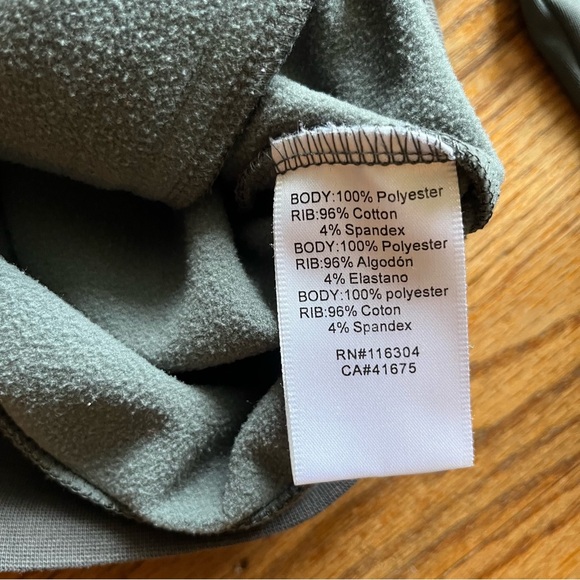 BODY:100% Polyester
RIB:96% Cotton
4% Spandex
BODY:100% Polyester
RIB:96% Algodón
4% Elastano
BODY:100% polyester
RIB:96% Coton
4% Spandex
RN#116304
CA#41675